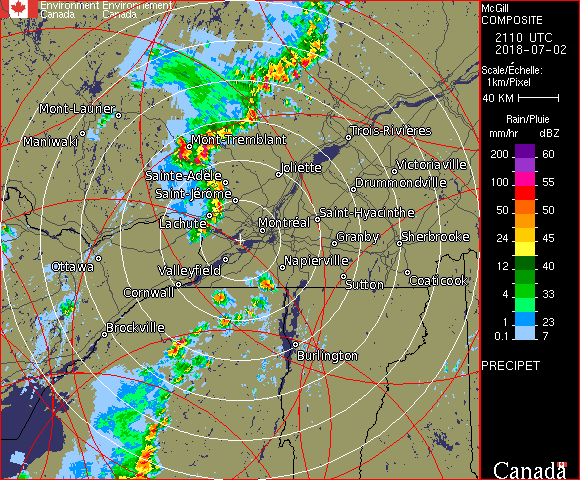 Environment Environnement
Canada Canada
Mont-Laurier
Maniwaki
Mont-Tremblant
Trois-Rivières
Sainte-Adèle
Joliette
Victoriaville
Drummondville
Saint-Jérôme
Lachute
Montréal
Saint-Hyacinthe
Granby
Sherbrooke
Ottawa
Valleyfield
Napierville
Cornwall
Sutton
Coaticook
Brockville
Burlington
McGill
COMPOSITE
2110 UTC
2018-07-02
Scale/Échelle:
1km/Pixel
40 KM
Rain/Pluie
mm/hr dBZ
200 60
100 55
50 50
24 45
12 40
4 33
1 23
0.1 7
PRECIPET
Canada